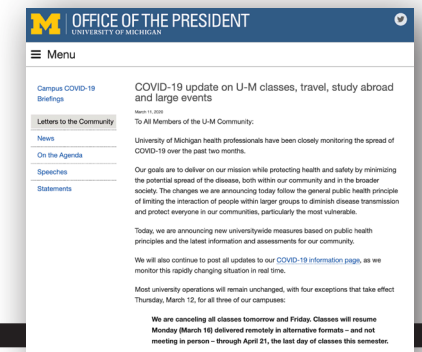 M OFFICE OF THE PRESIDENT
UNIVERSITY OF MICHIGAN
Menu
Campus COVID-19
Briefings
Letters to the Community
News
On the Agenda
Speeches
Statements
COVID-19 update on U-M classes, travel, study abroad
and large events
March 11, 2020
To All Members of the U-M Community:
University of Michigan health professionals have been closely monitoring the spread of
COVID-19 over the past two months.
Our goals are to deliver on our mission while protecting health and safety by minimizing
the potential spread of the disease, both within our community and in the broader
society. The changes we are announcing today follow the general public health principle
of limiting the interaction of people within larger groups to diminish disease transmission
and protect everyone in our communities, particularly the most vulnerable.
Today, we are announcing new universitywide measures based on public health
principles and the latest information and assessments for our community.
We will also continue to post all updates to our COVID-19 information page, as we
monitor this rapidly changing situation in real time.
Most university operations will remain unchanged, with four exceptions that take effect
Thursday, March 12, for all three of our campuses:
We are canceling all classes tomorrow and Friday. Classes will resume
Monday (March 16) delivered remotely in alternative formats – and not
meeting in person – through April 21, the last day of classes this semester.